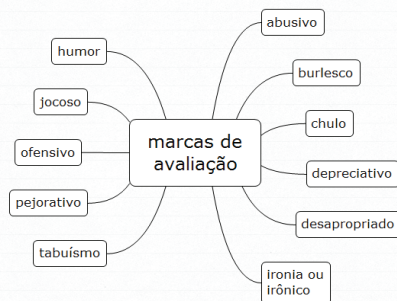 abusivo
humor
burlesco
jocoso
chulo
marcas de
avaliação
ofensivo
depreciativo
pejorativo
desapropriado
tabuísmo
ironia ou
irônico